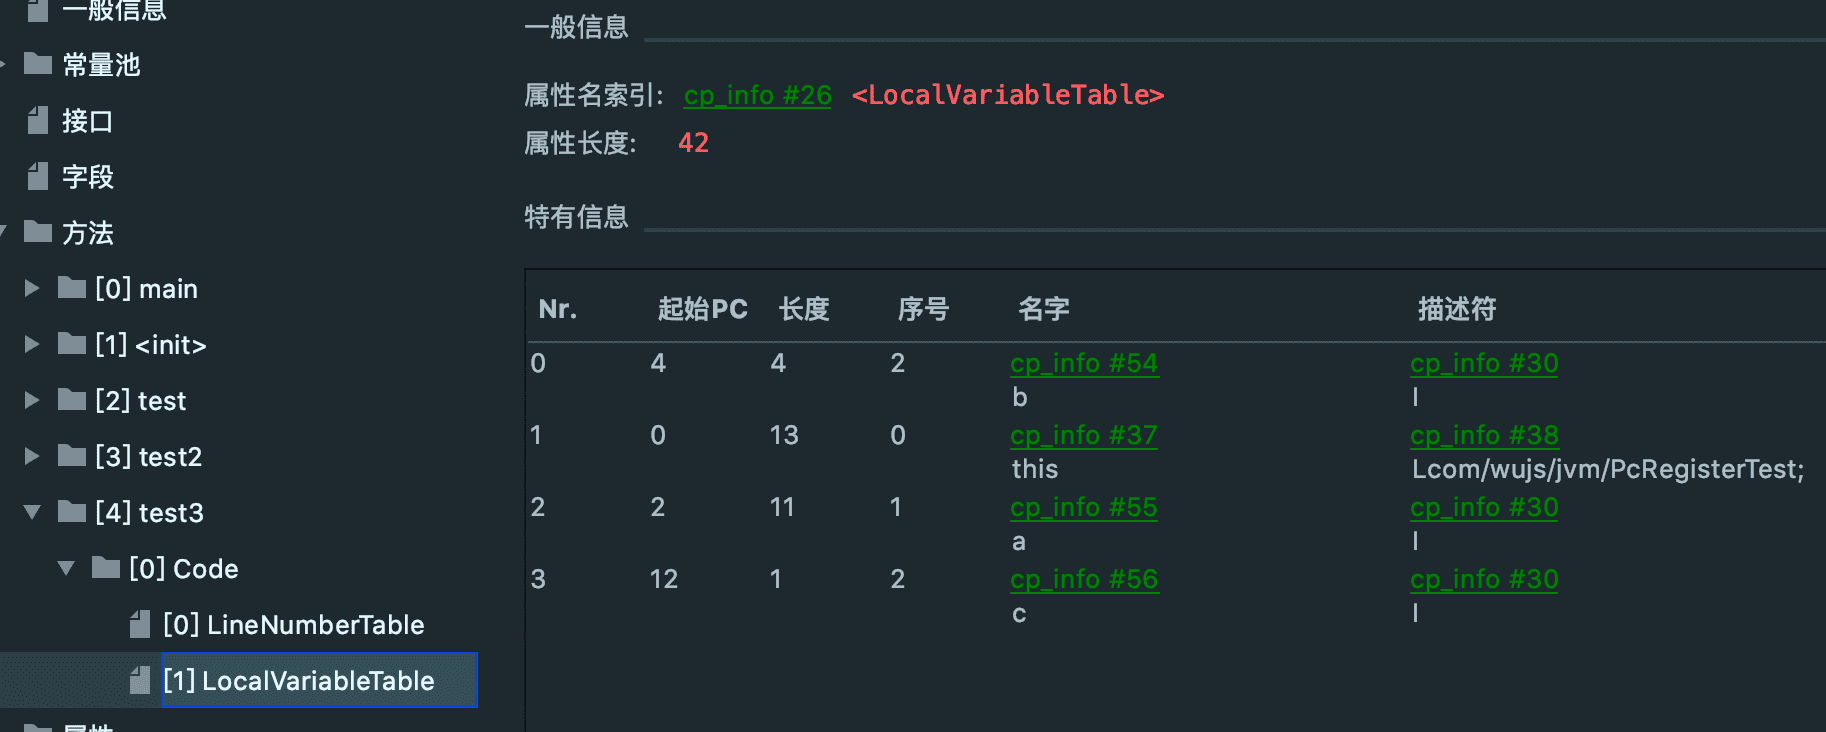 一般信息
常量池
接口
字段
方法
[0] main
[1] <init>
[2] test
[3] test2
[4] test3
[0] Code
[0] LineNumberTable
[1] LocalVariableTable
属性
一般信息
属性名索引: cp_info #26 <LocalVariableTable>
属性长度: 42
特有信息
Nr. 起始PC 长度 序号 名字 描述符
0 4 4 2 cp_info #54 cp_info #30
b I
1 0 13 0 cp_info #37 cp_info #38
this Lcom/wujs/jvm/PcRegisterTest;
2 2 11 1 cp_info #55 cp_info #30
a I
3 12 1 2 cp_info #56 cp_info #30
c I